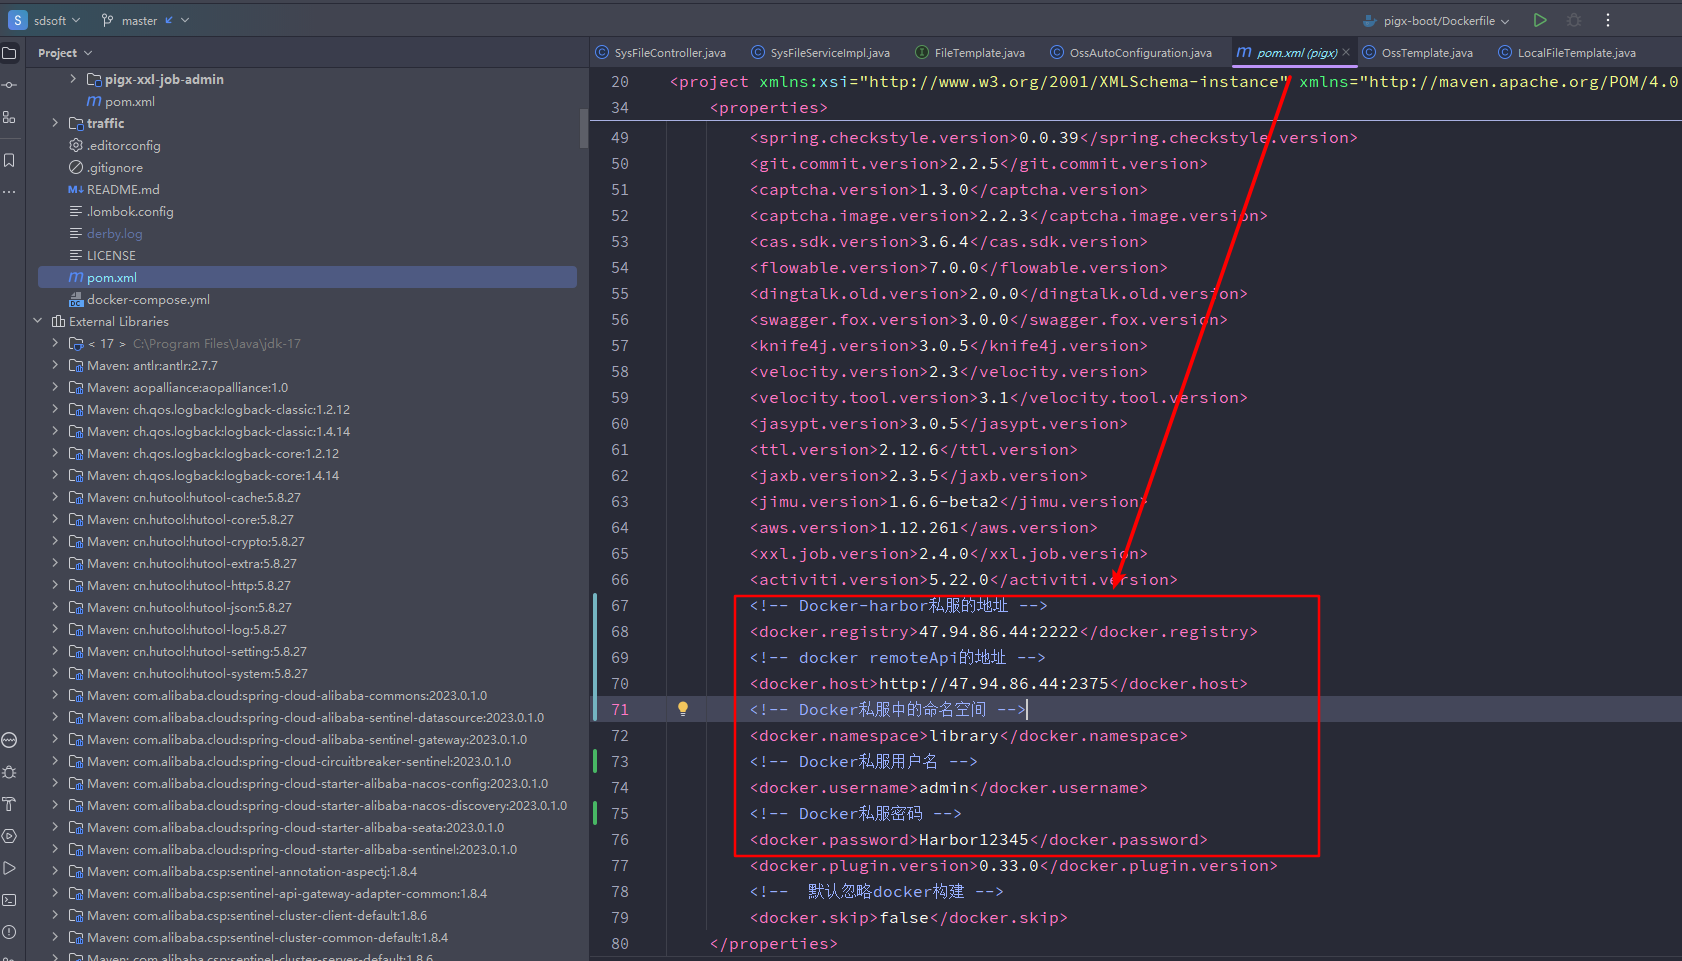 S sdsoft master pigx-boot/Dockerfile
Project
SysFileController.java SysFileServiceImpl.java FileTemplate.java OssAutoConfiguration.java pom.xml (pigx) OssTemplate.java LocalFileTemplate.java
pigx-xxl-job-admin
pom.xml
traffic
.editorconfig
.gitignore
README.md
.lombok.config
derby.log
LICENSE
pom.xml
docker-compose.yml
External Libraries
< 17 > C:\Program Files\Java\jdk-17
Maven: antlr:antlr:2.7.7
Maven: aopalliance:aopalliance:1.0
Maven: ch.qos.logback:logback-classic:1.2.12
Maven: ch.qos.logback:logback-classic:1.4.14
Maven: ch.qos.logback:logback-core:1.2.12
Maven: ch.qos.logback:logback-core:1.4.14
Maven: cn.hutool:hutool-cache:5.8.27
Maven: cn.hutool:hutool-core:5.8.27
Maven: cn.hutool:hutool-crypto:5.8.27
Maven: cn.hutool:hutool-extra:5.8.27
Maven: cn.hutool:hutool-http:5.8.27
Maven: cn.hutool:hutool-json:5.8.27
Maven: cn.hutool:hutool-log:5.8.27
Maven: cn.hutool:hutool-setting:5.8.27
Maven: cn.hutool:hutool-system:5.8.27
Maven: com.alibaba.cloud:spring-cloud-alibaba-commons:2023.0.1.0
Maven: com.alibaba.cloud:spring-cloud-alibaba-sentinel-datasource:2023.0.1.0
Maven: com.alibaba.cloud:spring-cloud-alibaba-sentinel-gateway:2023.0.1.0
Maven: com.alibaba.cloud:spring-cloud-circuitbreaker-sentinel:2023.0.1.0
Maven: com.alibaba.cloud:spring-cloud-starter-alibaba-nacos-config:2023.0.1.0
Maven: com.alibaba.cloud:spring-cloud-starter-alibaba-nacos-discovery:2023.0.1.0
Maven: com.alibaba.cloud:spring-cloud-starter-alibaba-seata:2023.0.1.0
Maven: com.alibaba.cloud:spring-cloud-starter-alibaba-sentinel:2023.0.1.0
Maven: com.alibaba.csp:sentinel-annotation-aspectj:1.8.4
Maven: com.alibaba.csp:sentinel-api-gateway-adapter-common:1.8.4
Maven: com.alibaba.csp:sentinel-cluster-client-default:1.8.6
Maven: com.alibaba.csp:sentinel-cluster-common-default:1.8.4
Maven: com.alibaba.csp:sentinel-cluster-server-default:1.8.6
20 <project xmlns:xsi="http://www.w3.org/2001/XMLSchema-instance" xmlns="http://maven.apache.org/POM/4.0
34 <properties>
49 <spring.checkstyle.version>0.0.39</spring.checkstyle.version>
50 <git.commit.version>2.2.5</git.commit.version>
51 <captcha.version>1.3.0</captcha.version>
52 <captcha.image.version>2.2.3</captcha.image.version>
53 <cas.sdk.version>3.6.4</cas.sdk.version>
54 <flowable.version>7.0.0</flowable.version>
55 <dingtalk.old.version>2.0.0</dingtalk.old.version>
56 <swagger.fox.version>3.0.0</swagger.fox.version>
57 <knife4j.version>3.0.5</knife4j.version>
58 <velocity.version>2.3</velocity.version>
59 <velocity.tool.version>3.1</velocity.tool.version>
60 <jasypt.version>3.0.5</jasypt.version>
61 <ttl.version>2.12.6</ttl.version>
62 <jaxb.version>2.3.5</jaxb.version>
63 <jimu.version>1.6.6-beta2</jimu.version>
64 <aws.version>1.12.261</aws.version>
65 <xxl.job.version>2.4.0</xxl.job.version>
66 <activiti.version>5.22.0</activiti.version>
67 <!-- Docker-harbor私服的地址 -->
68 <docker.registry>47.94.86.44:2222</docker.registry>
69 <!-- docker remoteApi的地址 -->
70 <docker.host>http://47.94.86.44:2375</docker.host>
71 <!-- Docker私服中的命名空间 -->
72 <docker.namespace>library</docker.namespace>
73 <!-- Docker私服用户名 -->
74 <docker.username>admin</docker.username>
75 <!-- Docker私服密码 -->
76 <docker.password>Harbor12345</docker.password>
77 <docker.plugin.version>0.33.0</docker.plugin.version>
78 <!-- 默认忽略docker构建 -->
79 <docker.skip>false</docker.skip>
80 </properties>